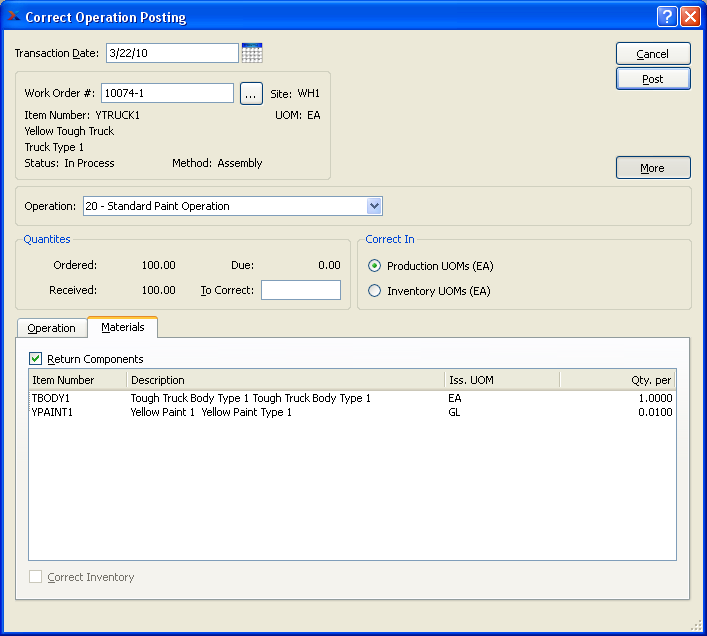 Correct Operation Posting
Transaction Date: 3/22/10
Cancel
Post
Work Order #: 10074-1 ... Site: WH1
Item Number: YTRUCK1 UOM: EA
Yellow Tough Truck
Truck Type 1
Status: In Process Method: Assembly
More
Operation: 20 - Standard Paint Operation
Quantites Correct In
Ordered: 100.00 Due: 0.00 Production UOMs (EA)
Received: 100.00 To Correct: Inventory UOMs (EA)
Operation Materials
Return Components
Item Number Description Iss. UOM Qty. per
TBODY1 Tough Truck Body Type 1 Tough Truck Body Type 1 EA 1.0000
YPAINT1 Yellow Paint 1 Yellow Paint Type 1 GL 0.0100
Correct Inventory